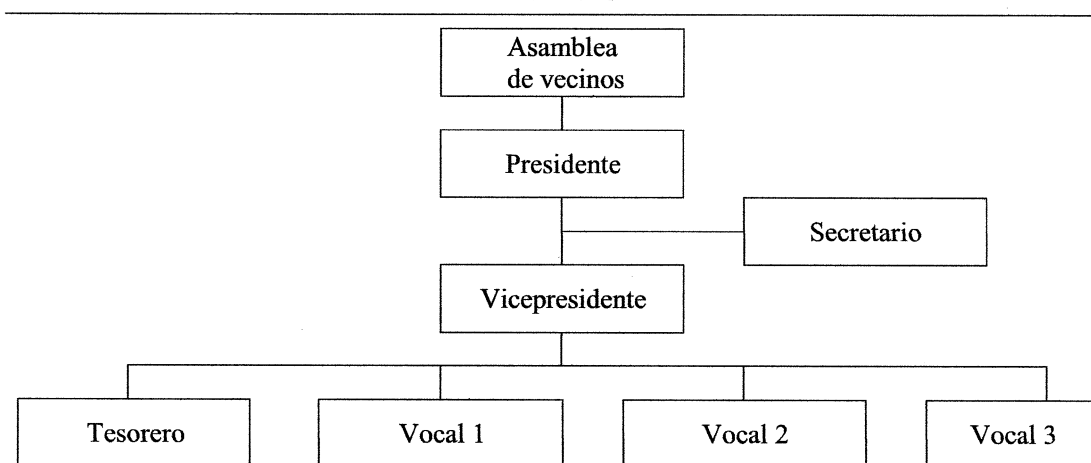 Asamblea
de vecinos
Presidente
Secretario
Vicepresidente
Tesorero
Vocal 1
Vocal 2
Vocal 3